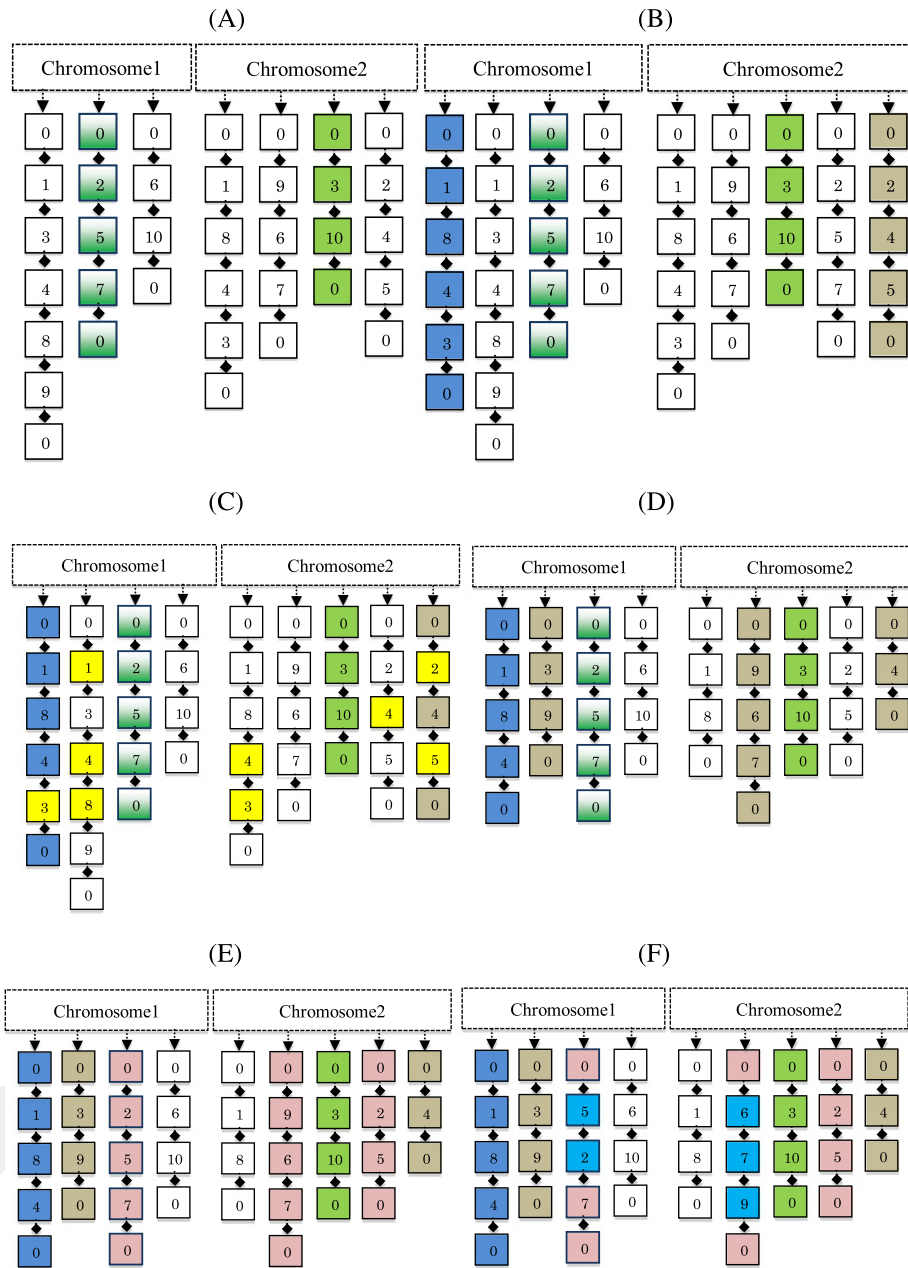 (A) (B)
Chromosome1 Chromosome2 Chromosome1 Chromosome2
0 0 0 0 0 0 0 0 0 0 0 0 0 0 0 0
1 2 6 1 9 3 2 1 1 2 6 1 9 3 2 2
3 5 10 8 6 10 4 8 3 5 10 8 6 10 5 4
4 7 0 4 7 0 5 4 4 7 0 4 7 0 7 5
8 0 3 0 0 3 8 0 3 0 0 0
9 0 0 9 0
0 0
(C) (D)
Chromosome1 Chromosome2 Chromosome1 Chromosome2
0 0 0 0 0 0 0 0 0 0 0 0 0 0 0 0 0 0
1 1 2 6 1 9 3 2 2 1 3 2 6 1 9 3 2 4
8 3 5 10 8 6 10 4 4 8 9 5 10 8 6 10 5 0
4 4 7 0 4 7 0 5 5 4 0 7 0 0 7 0 0
3 8 0 3 0 0 0 0 0 0
0 9 0
0
(E) (F)
Chromosome1 Chromosome2 Chromosome1 Chromosome2
0 0 0 0 0 0 0 0 0 0 0 0 0 0 0 0 0 0
1 3 2 6 1 9 3 2 4 1 3 5 6 1 6 3 2 4
8 9 5 10 8 6 10 5 0 8 9 2 10 8 7 10 5 0
4 0 7 0 0 7 0 0 4 0 7 0 0 9 0 0
0 0 0 0 0 0